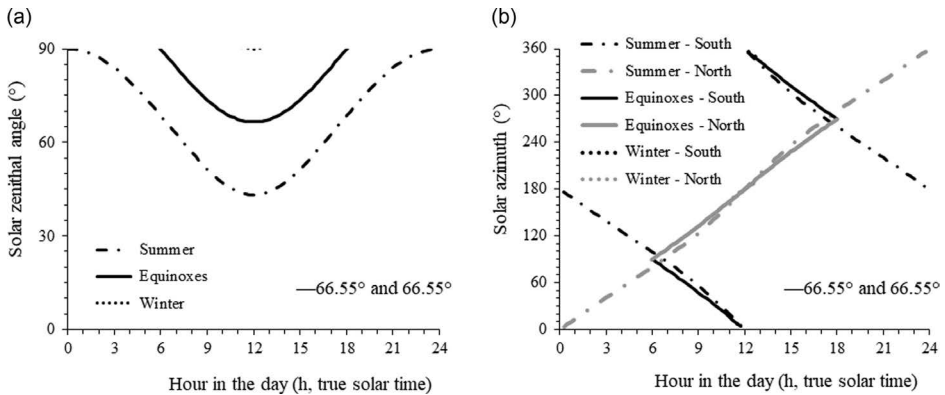 (a)
90
60
30
0
Solar zenithal angle (°)
Summer
Equinoxes
Winter
—66.55° and 66.55°
0 3 6 9 12 15 18 21 24
Hour in the day (h, true solar time)
(b)
360
300
240
180
120
60
0
Solar azimuth (°)
Summer - South
Summer - North
Equinoxes - South
Equinoxes - North
Winter - South
Winter - North
—66.55° and 66.55°
0 3 6 9 12 15 18 21 24
Hour in the day (h, true solar time)